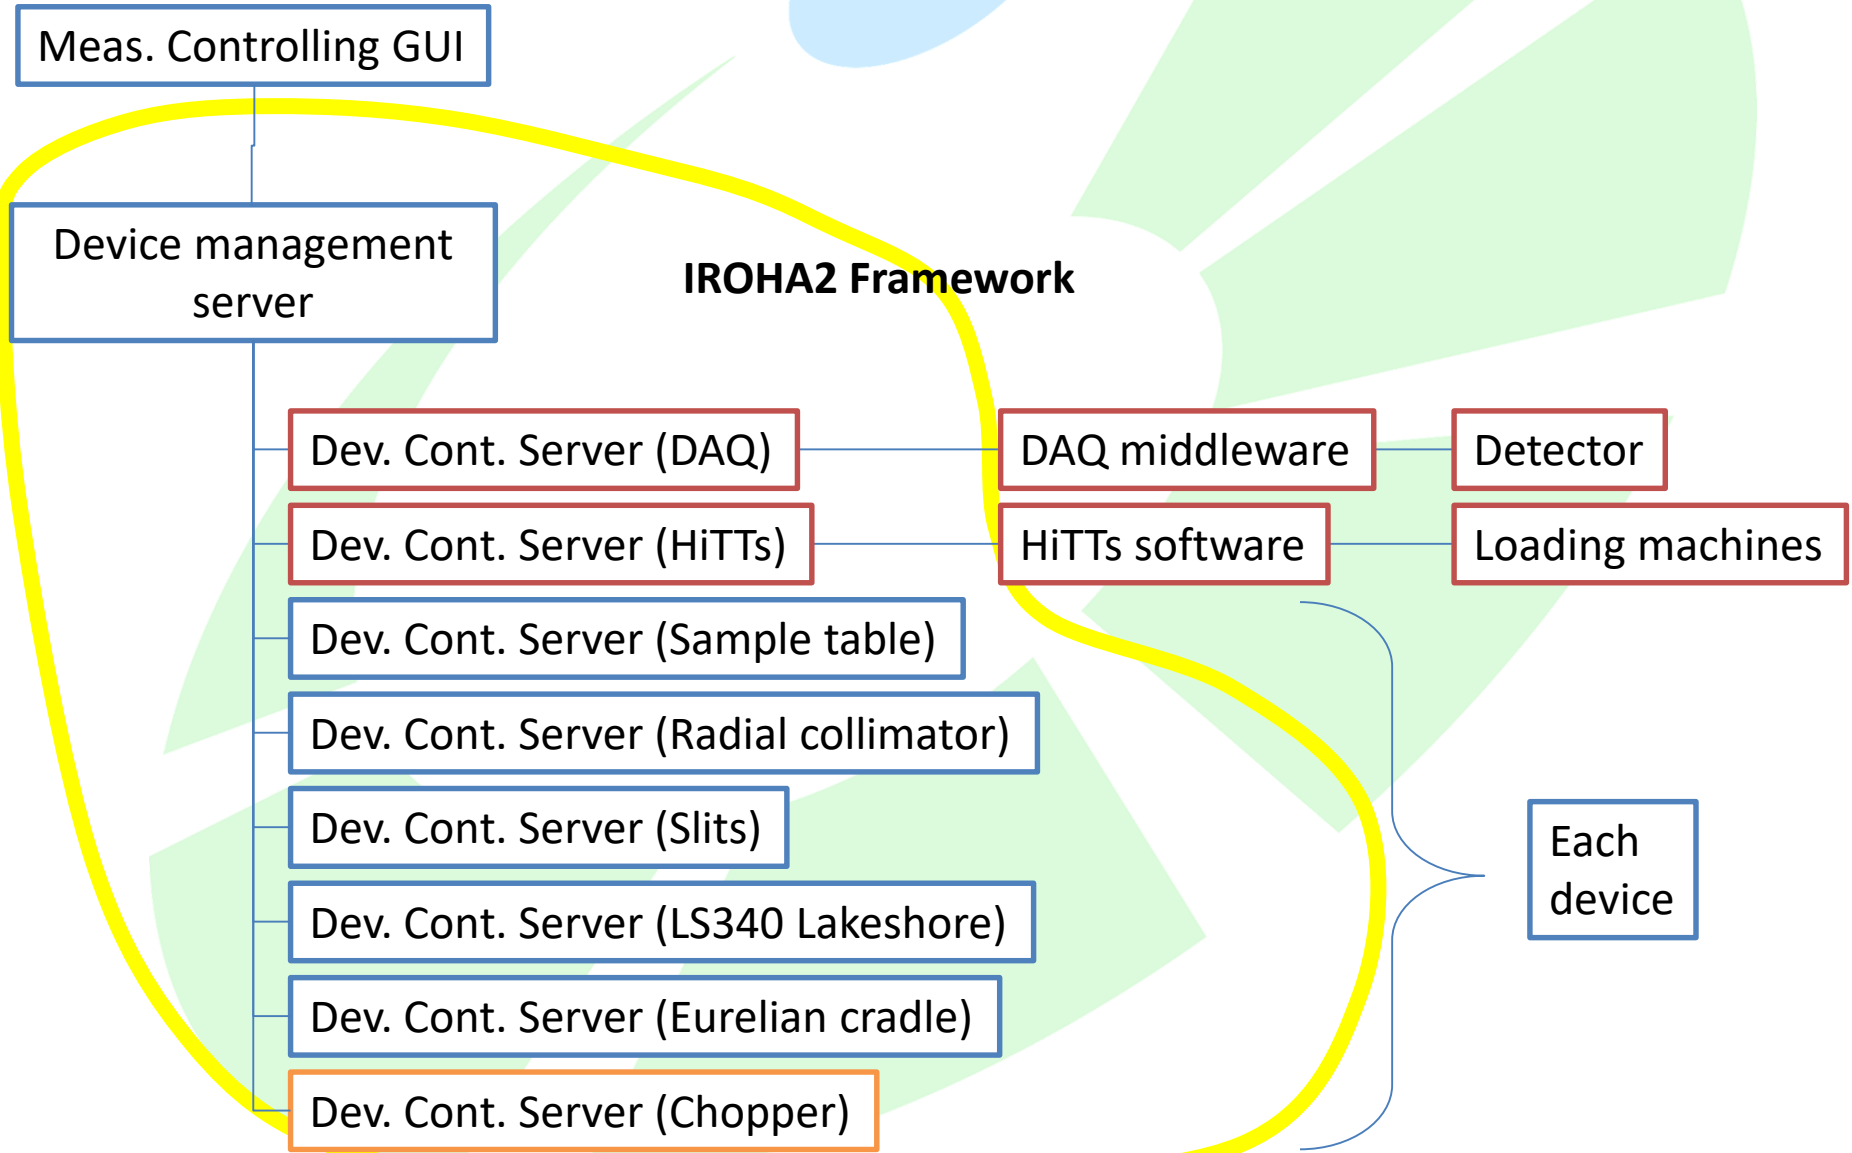 Meas. Controlling GUI
Device management
server
IROHA2 Framework
Dev. Cont. Server (DAQ)
DAQ middleware
Detector
Dev. Cont. Server (HiTTs)
HiTTs software
Loading machines
Dev. Cont. Server (Sample table)
Dev. Cont. Server (Radial collimator)
Dev. Cont. Server (Slits)
Dev. Cont. Server (LS340 Lakeshore)
Dev. Cont. Server (Eurelian cradle)
Dev. Cont. Server (Chopper)
Each
device